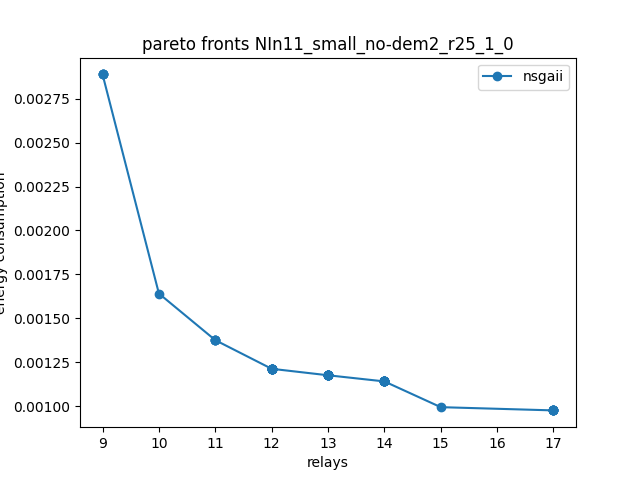 pareto fronts NIn11_small_no-dem2_r25_1_0
nsgaii
0.00275
0.00250
0.00225
0.00200
0.00175
0.00150
0.00125
0.00100
energy consumption
9 10 11 12 13 14 15 16 17
relays